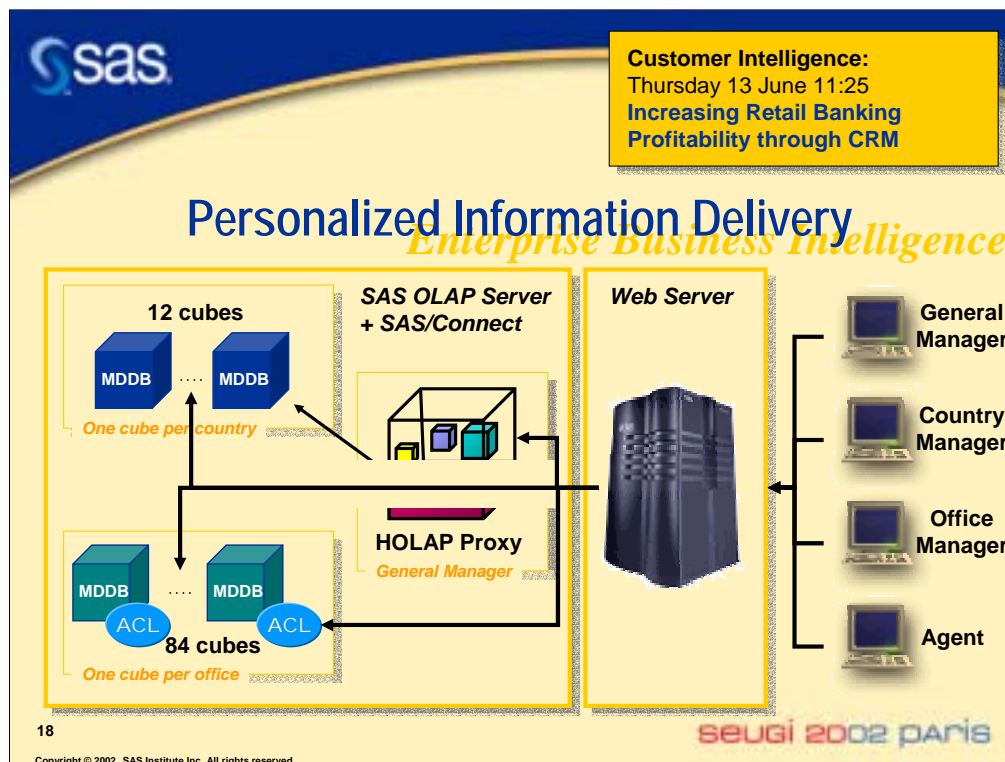 sas.
Customer Intelligence:
Thursday 13 June 11:25
Increasing Retail Banking
Profitability through CRM
Personalized Information Delivery
Enterprise Business Intelligence
12 cubes
MDDB .... MDDB
One cube per country
SAS OLAP Server
+ SAS/Connect
HOLAP Proxy
General Manager
MDDB .... MDDB
ACL ACL
84 cubes
One cube per office
Web Server
General
Manager
Country
Manager
Office
Manager
Agent
18
seugi 2002 paris
Copyright © 2002, SAS Institute Inc. All rights reserved.